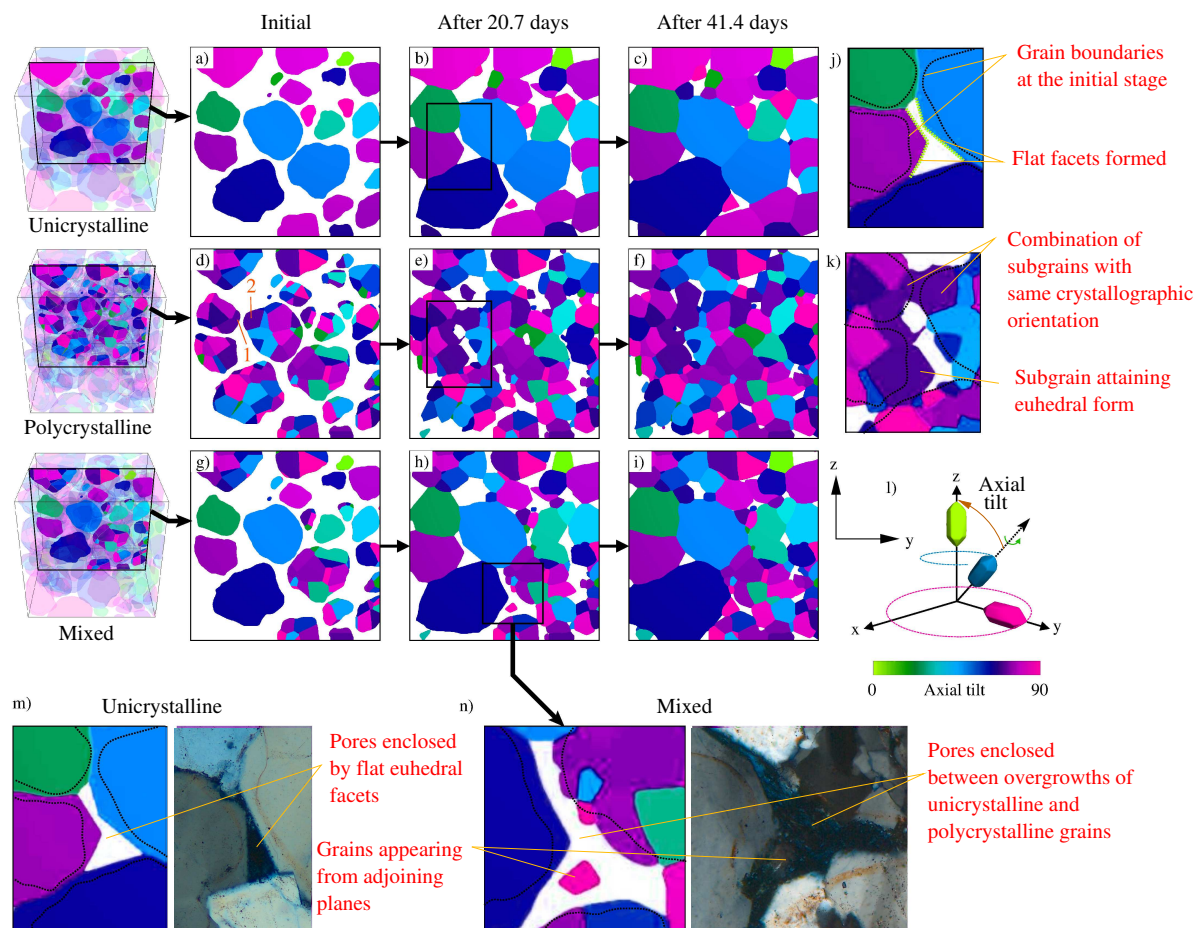 Initial
After 20.7 days
After 41.4 days
a)
b)
c)
j)
Grain boundaries
at the initial stage
Flat facets formed
Unicrystalline
d)
e)
f)
k)
2
1
Combination of
subgrains with
same crystallographic
orientation
Subgrain attaining
euhedral form
Polycrystalline
g)
h)
i)
l)
z
y
z
Axial
tilt
x
y
Mixed
0
Axial tilt
90
m)
Unicrystalline
n)
Mixed
Pores enclosed
by flat euhedral
facets
Grains appearing
from adjoining
planes
Pores enclosed
between overgrowths of
unicrystalline and
polycrystalline grains